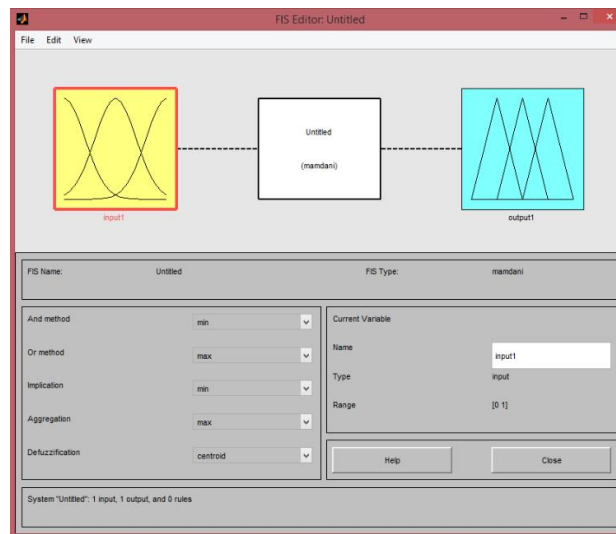 FIS Editor: Untitled
File Edit View
Untitled
(mamdani)
input1
output1
FIS Name: Untitled FIS Type: mamdani
And method min
Or method max
Implication min
Aggregation max
Defuzzification centroid
Current Variable
Name input1
Type input
Range [0 1]
Help Close
System "Untitled": 1 input, 1 output, and 0 rules